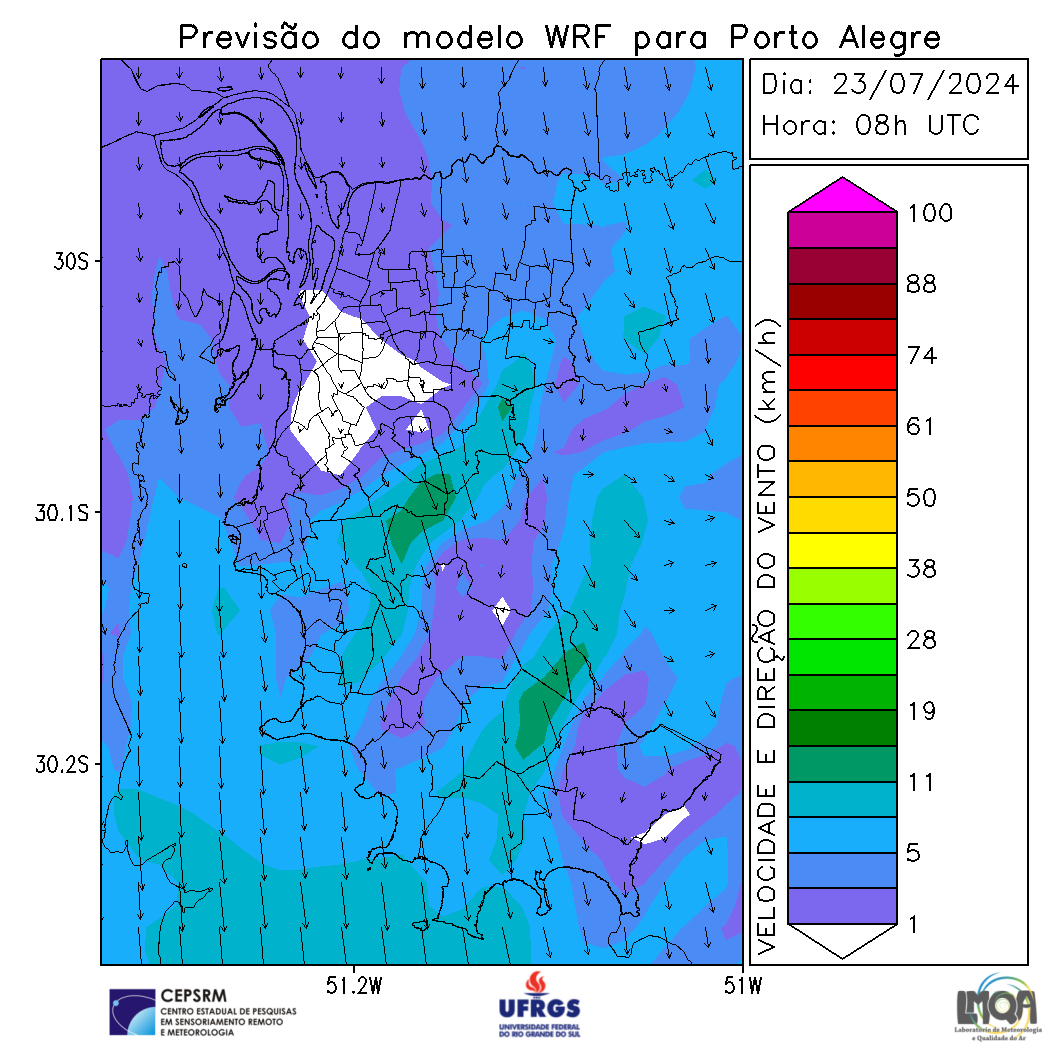 Previsão do modelo WRF para Porto Alegre
Dia: 23/07/2024
Hora: 08h UTC
30S
30.1S
30.2S
51.2W
51W
VELOCIDADE E DIREÇÃO DO VENTO (km/h)
100
88
74
61
50
38
28
19
11
5
1
CEPSRM
CENTRO ESTADUAL DE PESQUISAS
EM SENSORIAMENTO REMOTO
E METEOROLOGIA
UFRGS
UNIVERSIDADE FEDERAL
DO RIO GRANDE DO SUL
LMQA
Laboratório de Meteorologia
e Qualidade do Ar